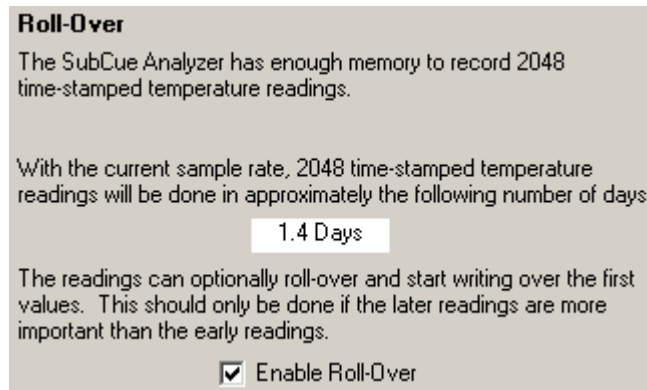 Roll-Over
The SubCue Analyzer has enough memory to record 2048
time-stamped temperature readings.
With the current sample rate, 2048 time-stamped temperature
readings will be done in approximately the following number of days
1.4 Days
The readings can optionally roll-over and start writing over the first
values. This should only be done if the later readings are more
important than the early readings.
Enable Roll-Over